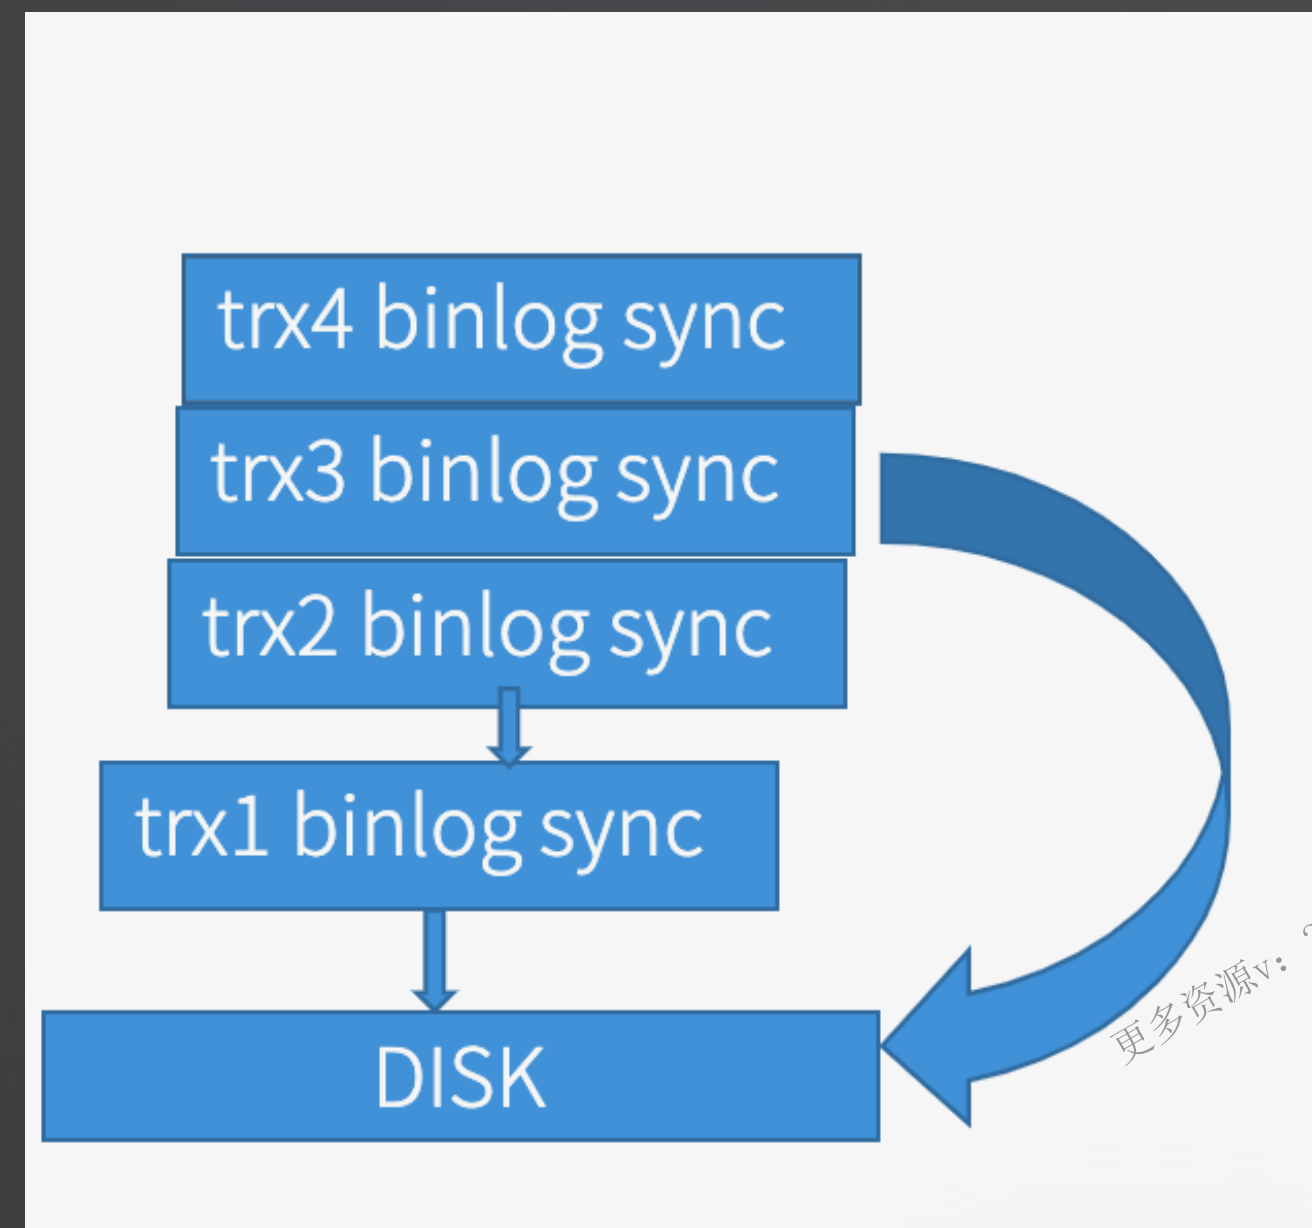 trx4 binlog sync
trx3 binlog sync
trx2 binlog sync
trx1 binlog sync
DISK
更多资源v：